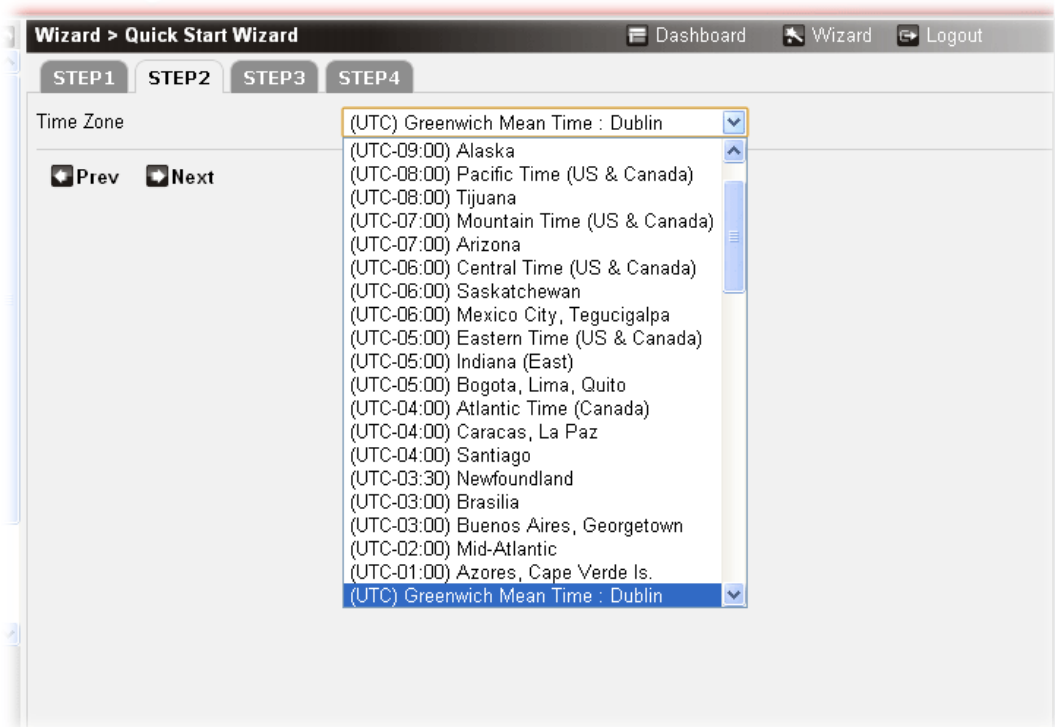 Wizard > Quick Start Wizard Dashboard Wizard Logout
STEP1 STEP2 STEP3 STEP4
Time Zone (UTC) Greenwich Mean Time : Dublin
(UTC-09:00) Alaska
Prev Next
(UTC-08:00) Pacific Time (US & Canada)
(UTC-08:00) Tijuana
(UTC-07:00) Mountain Time (US & Canada)
(UTC-07:00) Arizona
(UTC-06:00) Central Time (US & Canada)
(UTC-06:00) Saskatchewan
(UTC-06:00) Mexico City, Tegucigalpa
(UTC-05:00) Eastern Time (US & Canada)
(UTC-05:00) Indiana (East)
(UTC-05:00) Bogota, Lima, Quito
(UTC-04:00) Atlantic Time (Canada)
(UTC-04:00) Caracas, La Paz
(UTC-04:00) Santiago
(UTC-03:30) Newfoundland
(UTC-03:00) Brasilia
(UTC-03:00) Buenos Aires, Georgetown
(UTC-02:00) Mid-Atlantic
(UTC-01:00) Azores, Cape Verde Is.
(UTC) Greenwich Mean Time : Dublin